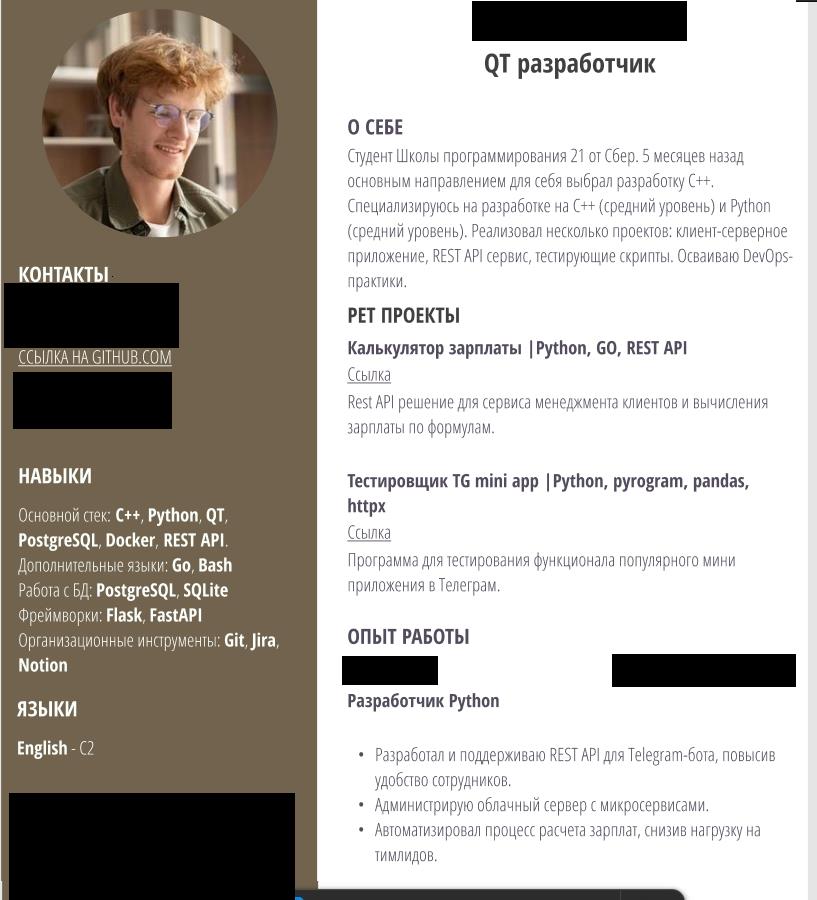 КОНТАКТЫ
ССЫЛКА НА GITHUB.COM
НАВЫКИ
Основной стек: C++, Python, QT,
PostgreSQL, Docker, REST API.
Дополнительные языки: Go, Bash
Работа с БД: PostgreSQL, SQLite
Фреймворки: Flask, FastAPI
Организационные инструменты: Git, Jira,
Notion
ЯЗЫКИ
English - C2
QT разработчик
О СЕБЕ
Студент Школы программирования 21 от Сбер. 5 месяцев назад
основным направлением для себя выбрал разработку C++.
Специализируюсь на разработке на C++ (средний уровень) и Python
(средний уровень). Реализовал несколько проектов: клиент-серверное
приложение, REST API сервис, тестирующие скрипты. Осваиваю DevOps-
практики.
PET ПРОЕКТЫ
Калькулятор зарплаты |Python, GO, REST API
Ссылка
Rest API решение для сервиса менеджмента клиентов и вычисления
зарплаты по формулам.
Тестировщик TG mini app |Python, pyrogram, pandas,
httpx
Ссылка
Программа для тестирования функционала популярного мини
приложения в Телеграм.
ОПЫТ РАБОТЫ
Разработчик Python
• Разработал и поддерживаю REST API для Telegram-бота, повысив
удобство сотрудников.
• Администрирую облачный сервер с микросервисами.
• Автоматизировал процесс расчета зарплат, снизив нагрузку на
тимлидов.